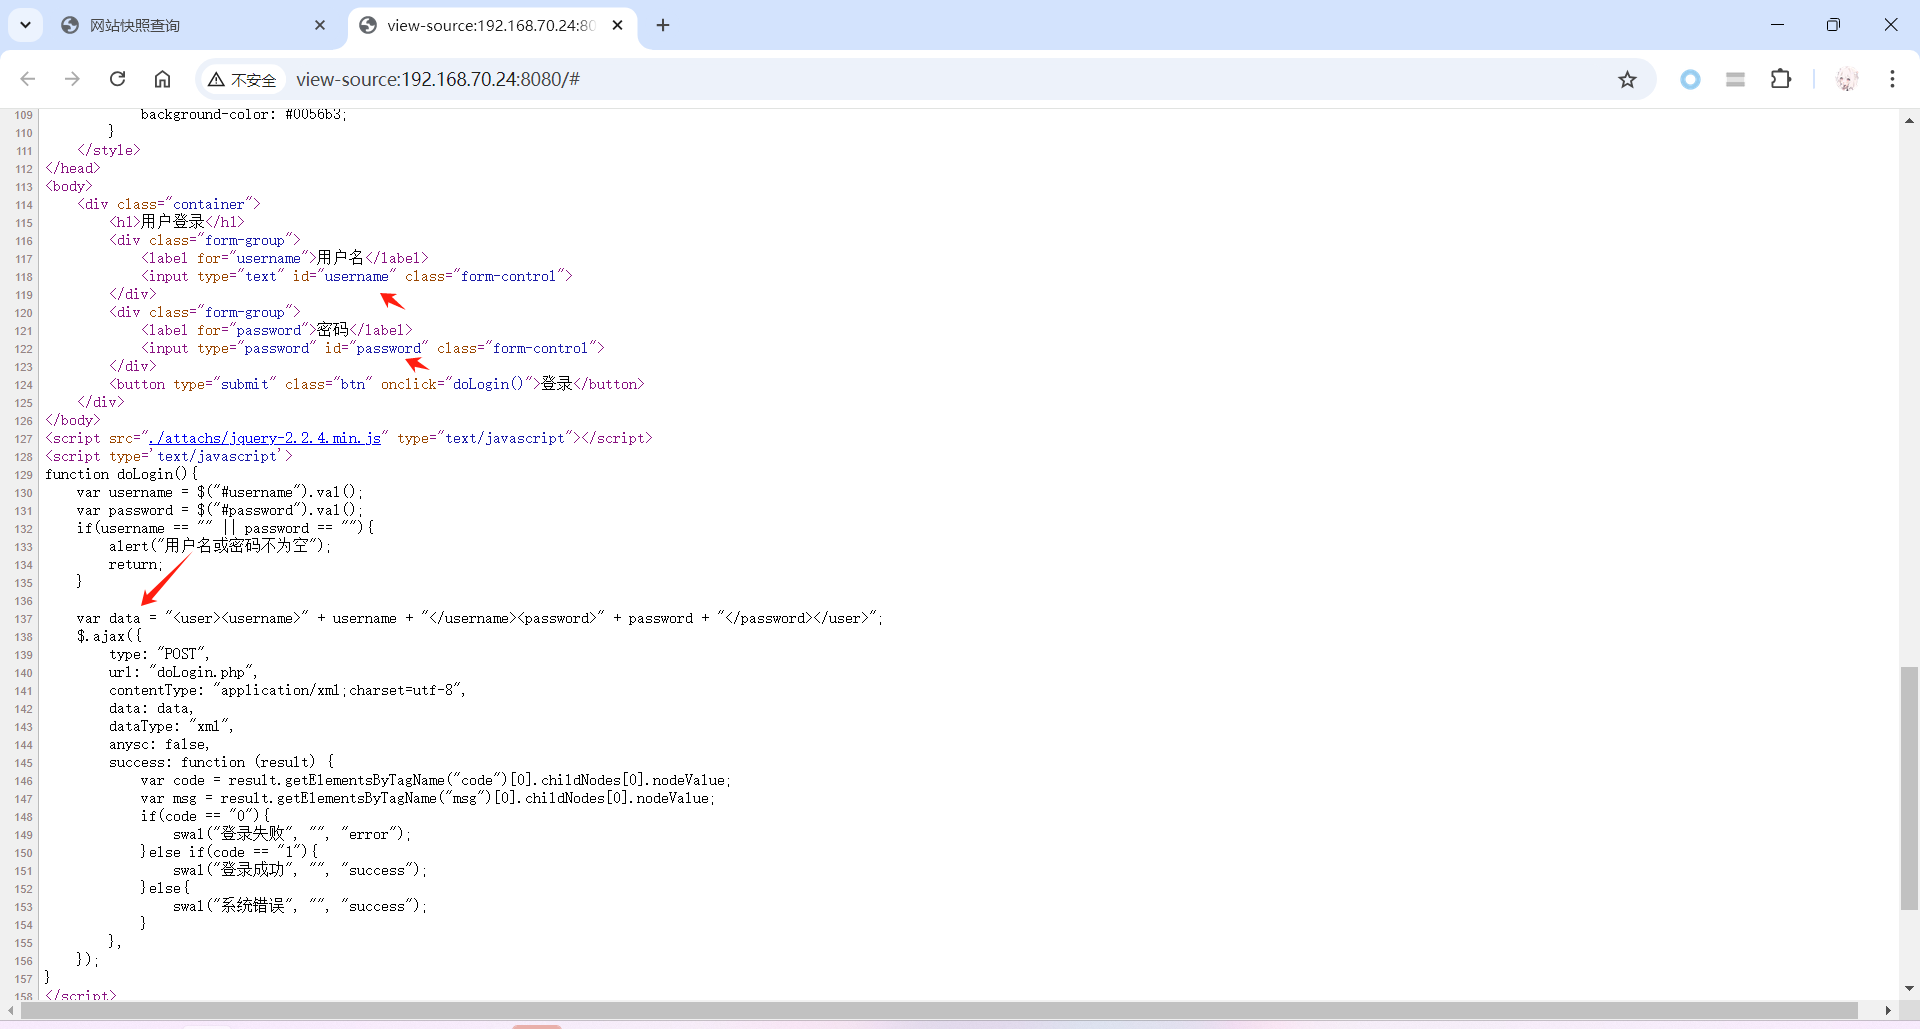 网站快照查询
view-source:192.168.70.24:80
不安全
view-source:192.168.70.24:8080/#
109 background-color: #0056b3;
110 }
111 </style>
112 </head>
113 <body>
114 <div class="container">
115 <h1>用户登录</h1>
116 <div class="form-group">
117 <label for="username">用户名</label>
118 <input type="text" id="username" class="form-control">
119 </div>
120 <div class="form-group">
121 <label for="password">密码</label>
122 <input type="password" id="password" class="form-control">
123 </div>
124 <button type="submit" class="btn" onclick="doLogin()">登录</button>
125 </div>
126 </body>
127 <script src="./attachs/jquery-2.2.4.min.js" type="text/javascript"></script>
128 <script type='text/javascript'>
129 function doLogin(){
130 var username = $("#username").val();
131 var password = $("#password").val();
132 if(username == "" || password == ""){
133 alert("用户名或密码不为空");
134 return;
135 }
136
137 var data = "<user><username>" + username + "</username><password>" + password + "</password></user>";
138 $.ajax({
139 type: "POST",
140 url: "doLogin.php",
141 contentType: "application/xml;charset=utf-8",
142 data: data,
143 dataType: "xml",
144 anysc: false,
145 success: function (result) {
146 var code = result.getElementsByTagName("code")[0].childNodes[0].nodeValue;
147 var msg = result.getElementsByTagName("msg")[0].childNodes[0].nodeValue;
148 if(code == "0"){
149 swal("登录失败", "", "error");
150 }else if(code == "1"){
151 swal("登录成功", "", "success");
152 }else{
153 swal("系统错误", "", "success");
154 }
155 },
156 });
157 }
158 </script>